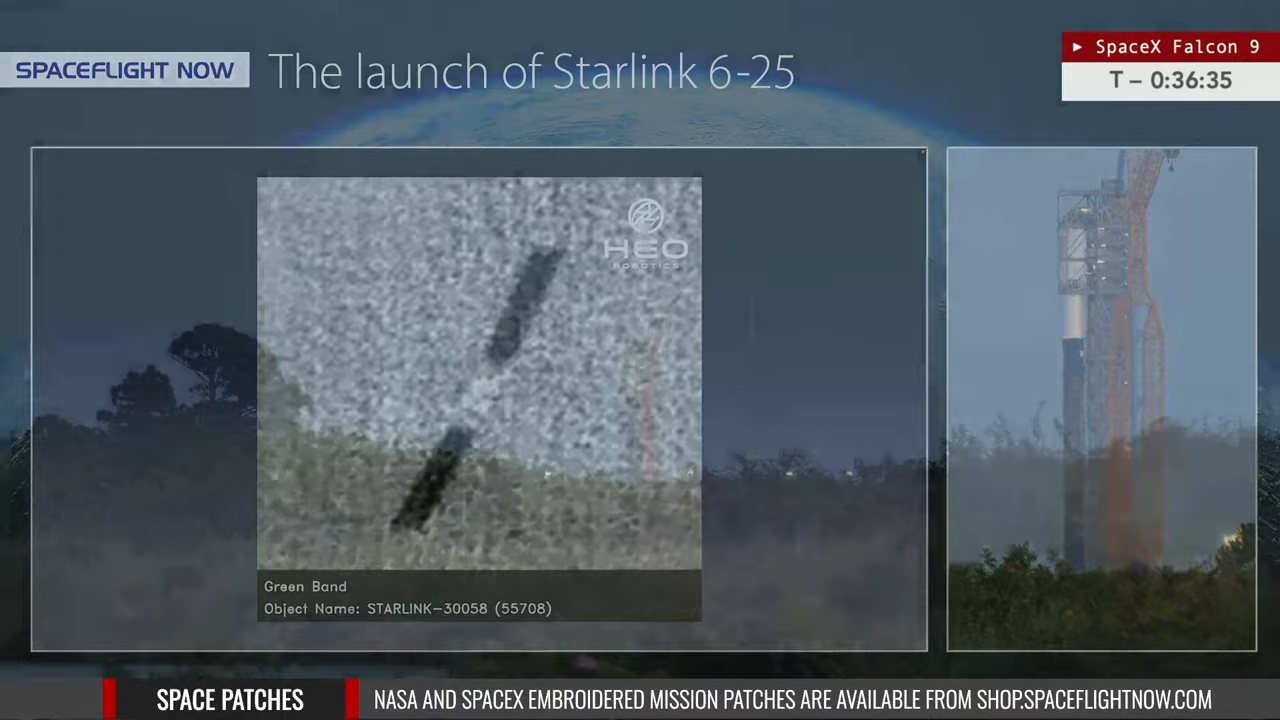 SPACEFLIGHT NOW
The launch of Starlink 6-25
SpaceX Falcon 9
T – 0:36:35
HEO
ROBOTICS
Green Band
Object Name: STARLINK-30058 (55708)
SPACE PATCHES
NASA AND SPACEX EMBROIDERED MISSION PATCHES ARE AVAILABLE FROM SHOP.SPACEFLIGHTNOW.COM